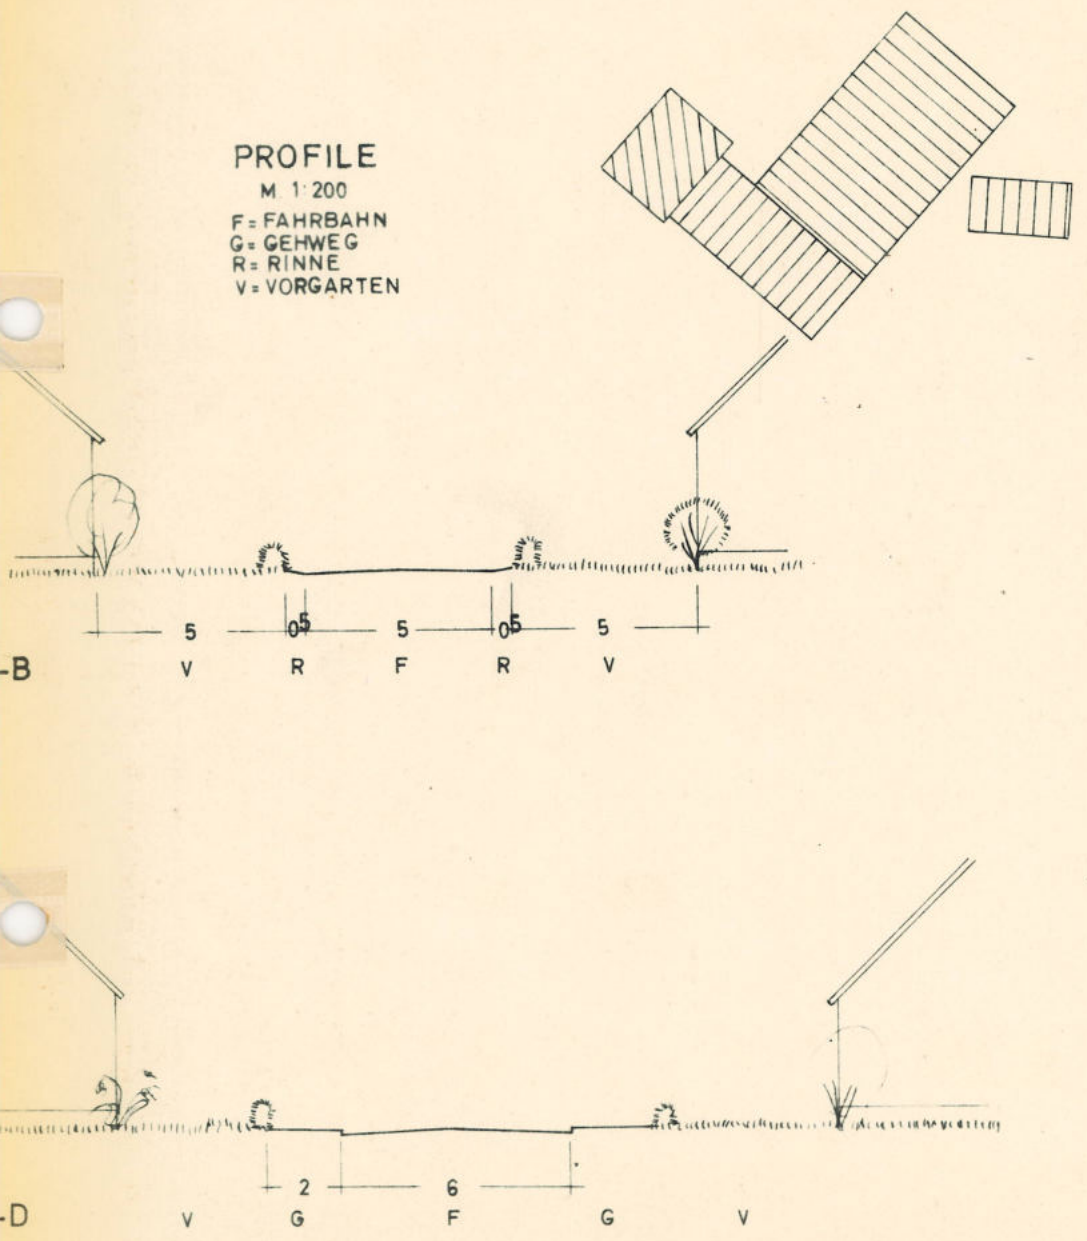 PROFILE
M. 1:200
F= FAHRBAHN
G= GEHWEG
R= RINNE
V= VORGARTEN
5 0⁵ 5 0⁵ 5
-B V R F R V
2 6
-D V G F G V